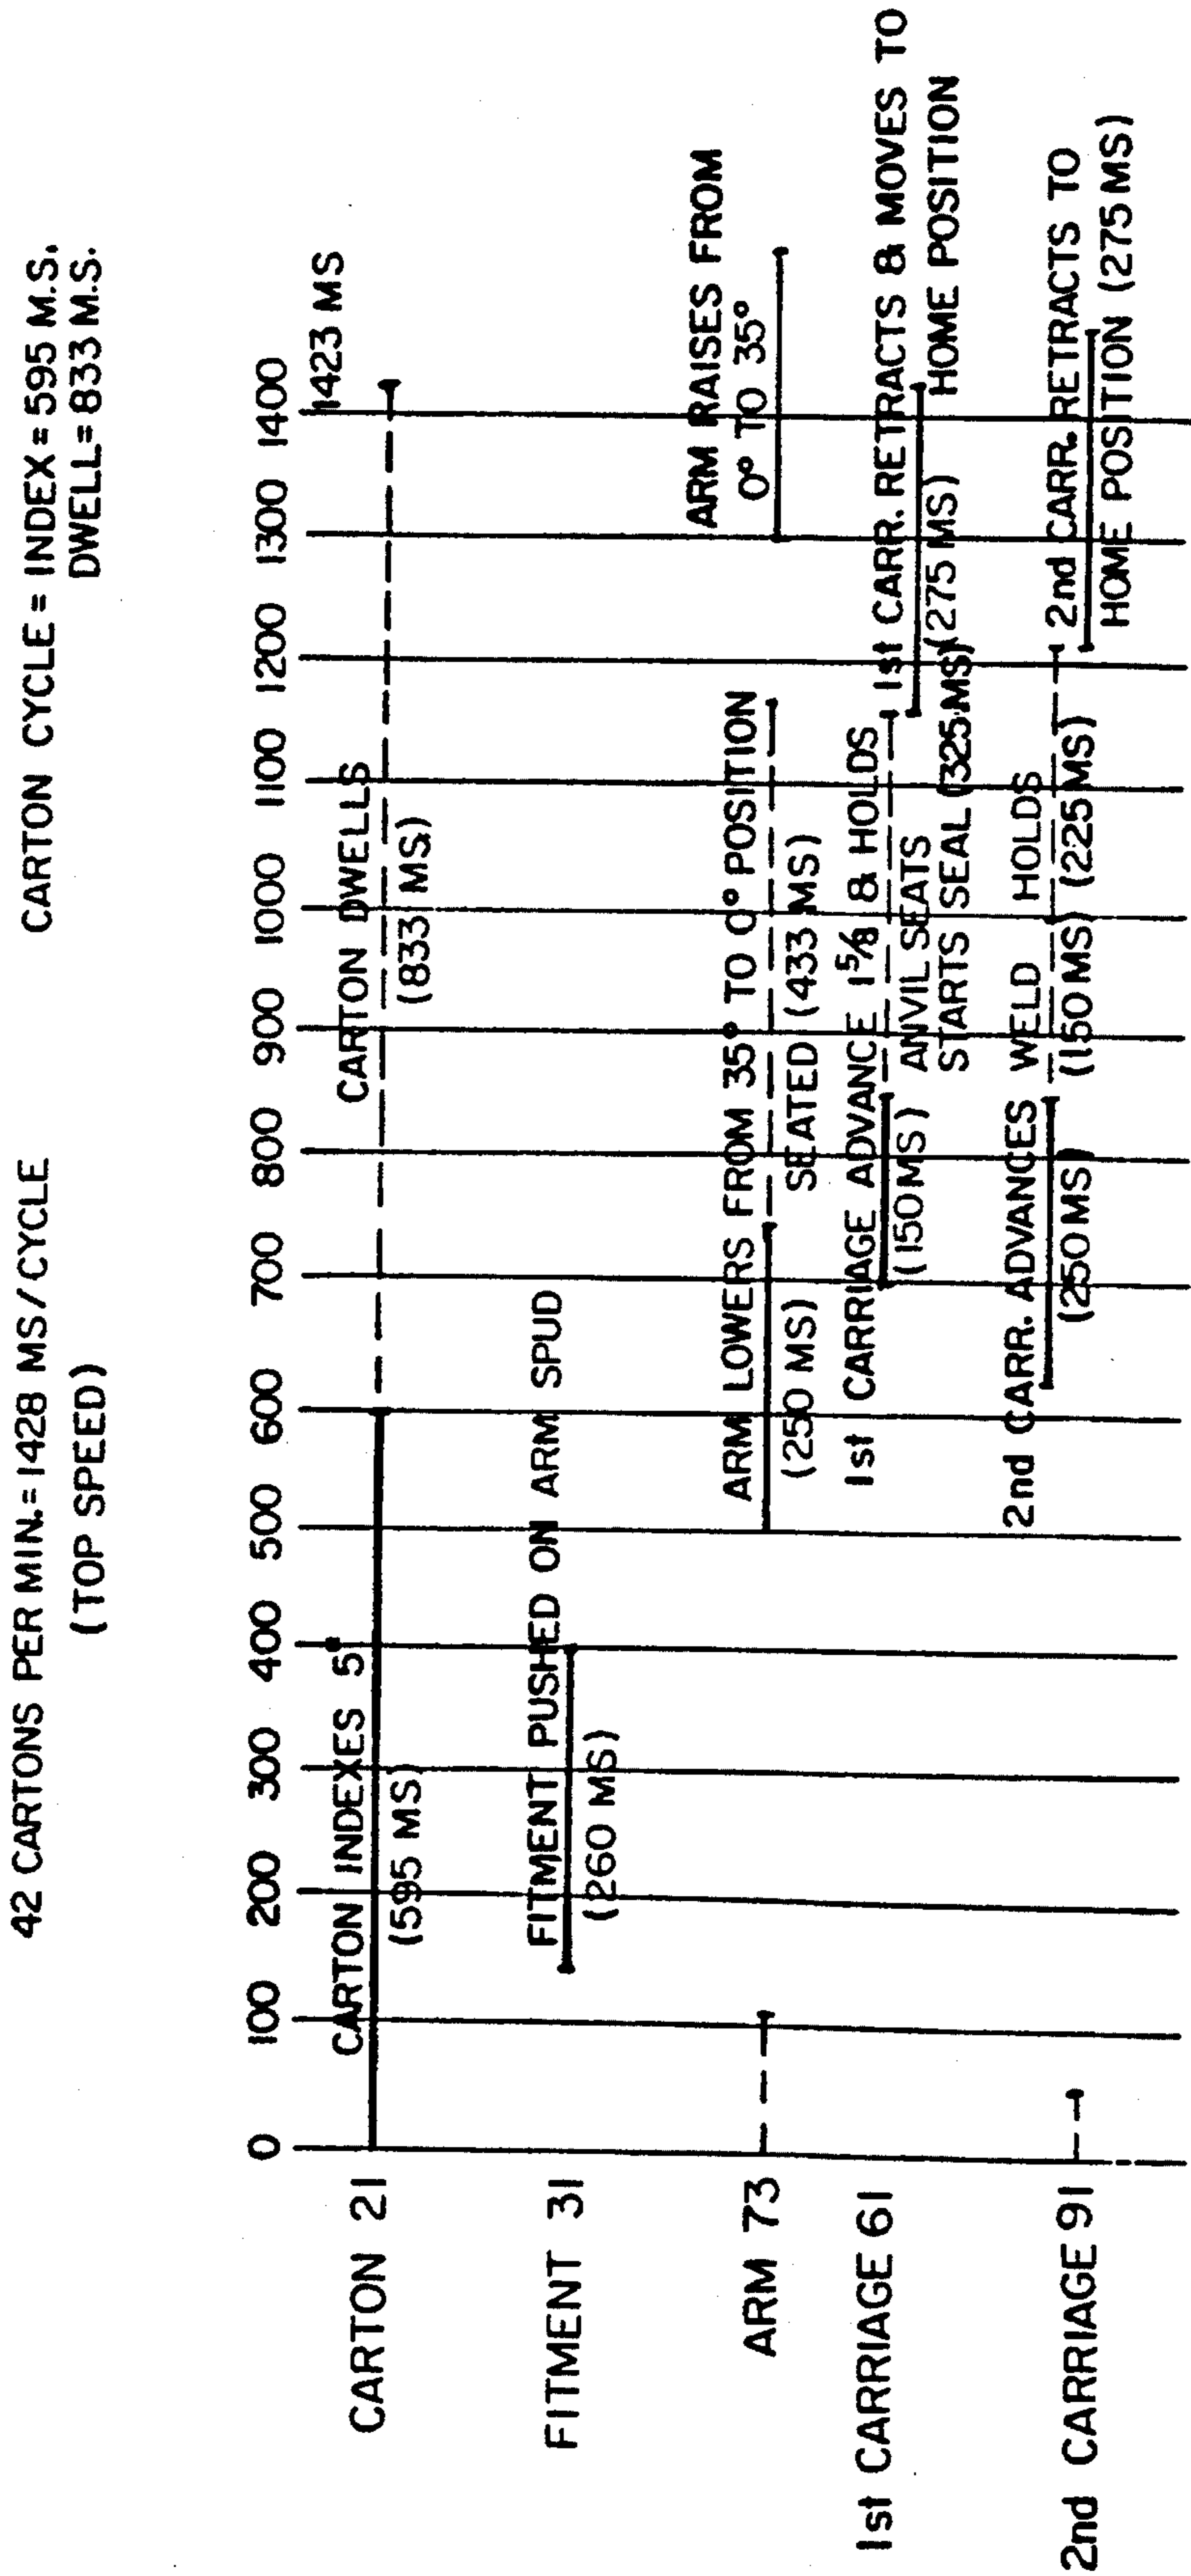 42 CARTONS PER MIN. = 1428 MS/CYCLE
(TOP SPEED)
CARTON CYCLE = INDEX = 595 M.S.
DWELL = 833 M.S.
0 100 200 300 400 500 600 700 800 900 1000 1100 1200 1300 1400
1423 MS
CARTON 21
CARTON INDEXES 5"
(595 MS)
CARTON DWELLS
(833 MS)
FITMENT 31
FITMENT PUSHED ON ARM SPUD
(260 MS)
ARM 73
ARM LOWERS FROM 35° TO 0° POSITION
(250 MS)
SEATED (433 MS)
ARM RAISES FROM
0° TO 35°
1st CARRIAGE 61
1st CARRIAGE ADVANCE 1 5/8 & HOLDS
(150 MS)
ANVIL SEATS
STARTS SEAL (325 MS)
1st CARR. RETRACTS & MOVES TO
HOME POSITION
(275 MS)
2nd CARRIAGE 91
2nd CARR. ADVANCES
(250 MS)
WELD
(150 MS)
HOLDS
(225 MS)
2nd CARR. RETRACTS TO
HOME POSITION (275 MS)